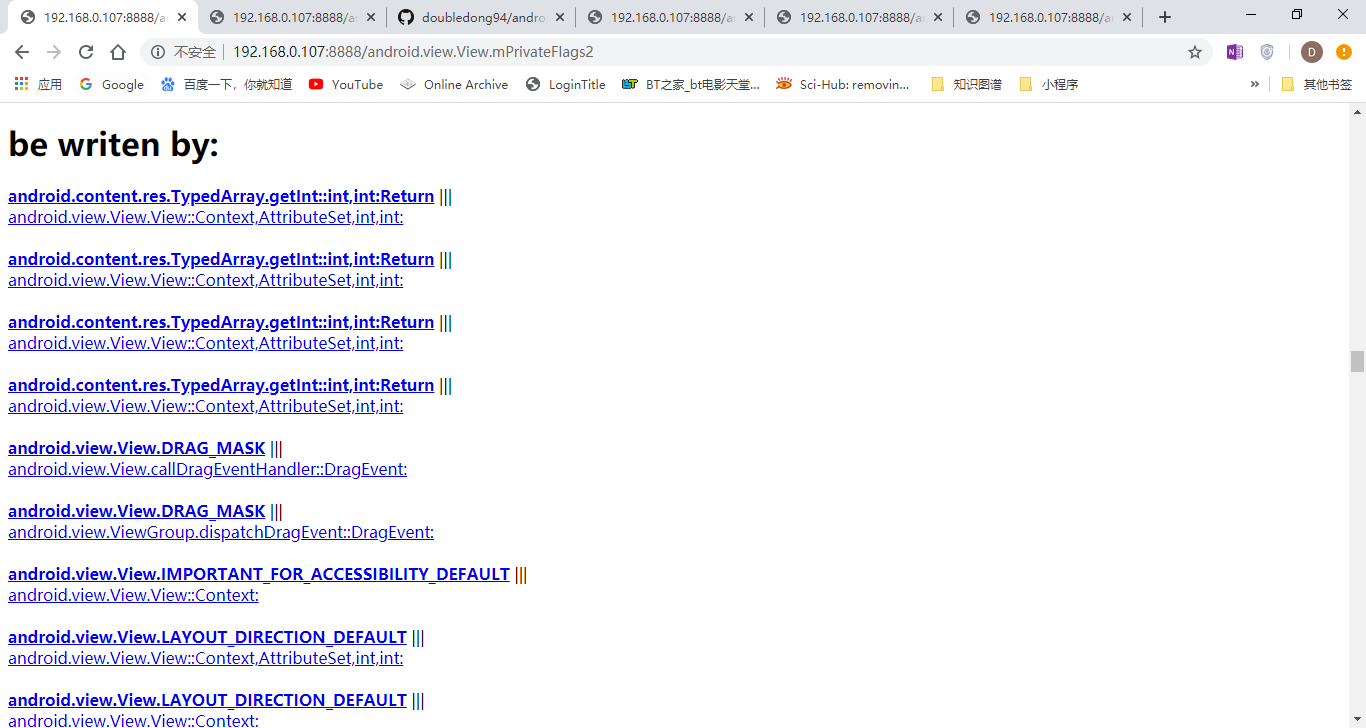 192.168.0.107:8888/a
192.168.0.107:8888/a
doubledong94/andro
192.168.0.107:8888/a
192.168.0.107:8888/a
192.168.0.107:8888/a
不安全
192.168.0.107:8888/android.view.View.mPrivateFlags2
D
应用
Google
百度一下，你就知道
YouTube
Online Archive
LoginTitle
BT之家_bt电影天堂...
Sci-Hub: removin...
知识图谱
小程序
»
其他书签
be writen by:
android.content.res.TypedArray.getInt::int,int:Return |||
android.view.View.View::Context,AttributeSet,int,int:
android.content.res.TypedArray.getInt::int,int:Return |||
android.view.View.View::Context,AttributeSet,int,int:
android.content.res.TypedArray.getInt::int,int:Return |||
android.view.View.View::Context,AttributeSet,int,int:
android.content.res.TypedArray.getInt::int,int:Return |||
android.view.View.View::Context,AttributeSet,int,int:
android.view.View.DRAG_MASK |||
android.view.View.callDragEventHandler::DragEvent:
android.view.View.DRAG_MASK |||
android.view.ViewGroup.dispatchDragEvent::DragEvent:
android.view.View.IMPORTANT_FOR_ACCESSIBILITY_DEFAULT |||
android.view.View.View::Context:
android.view.View.LAYOUT_DIRECTION_DEFAULT |||
android.view.View.View::Context,AttributeSet,int,int:
android.view.View.LAYOUT_DIRECTION_DEFAULT |||
android.view.View.View::Context: